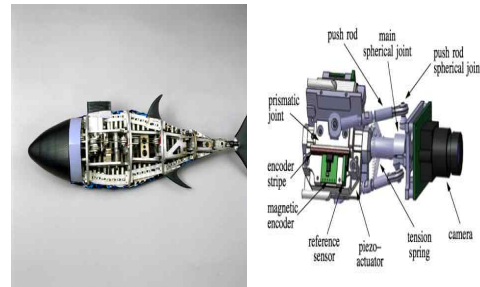 push rod
main
spherical joint
push rod
spherical join
prismatic
joint
encoder
stripe
magnetic
encoder
reference
sensor
piezo-
actuator
tension
spring
camera